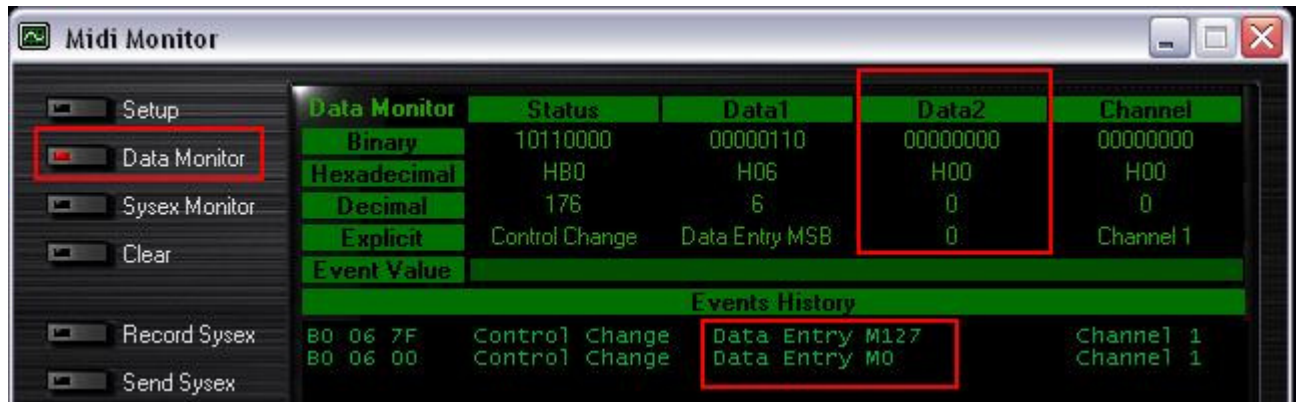 Midi Monitor
Setup
Data Monitor
Sysex Monitor
Clear
Record Sysex
Send Sysex
Data Monitor Status Data1 Data2 Channel
Binary 10110000 00000110 00000000 00000000
Hexadecimal HB0 H06 H00 H00
Decimal 176 6 0 0
Explicit Control Change Data Entry MSB 0 Channel 1
Event Value
Events History
B0 06 7F Control Change Data Entry M127 Channel 1
B0 06 00 Control Change Data Entry M0 Channel 1